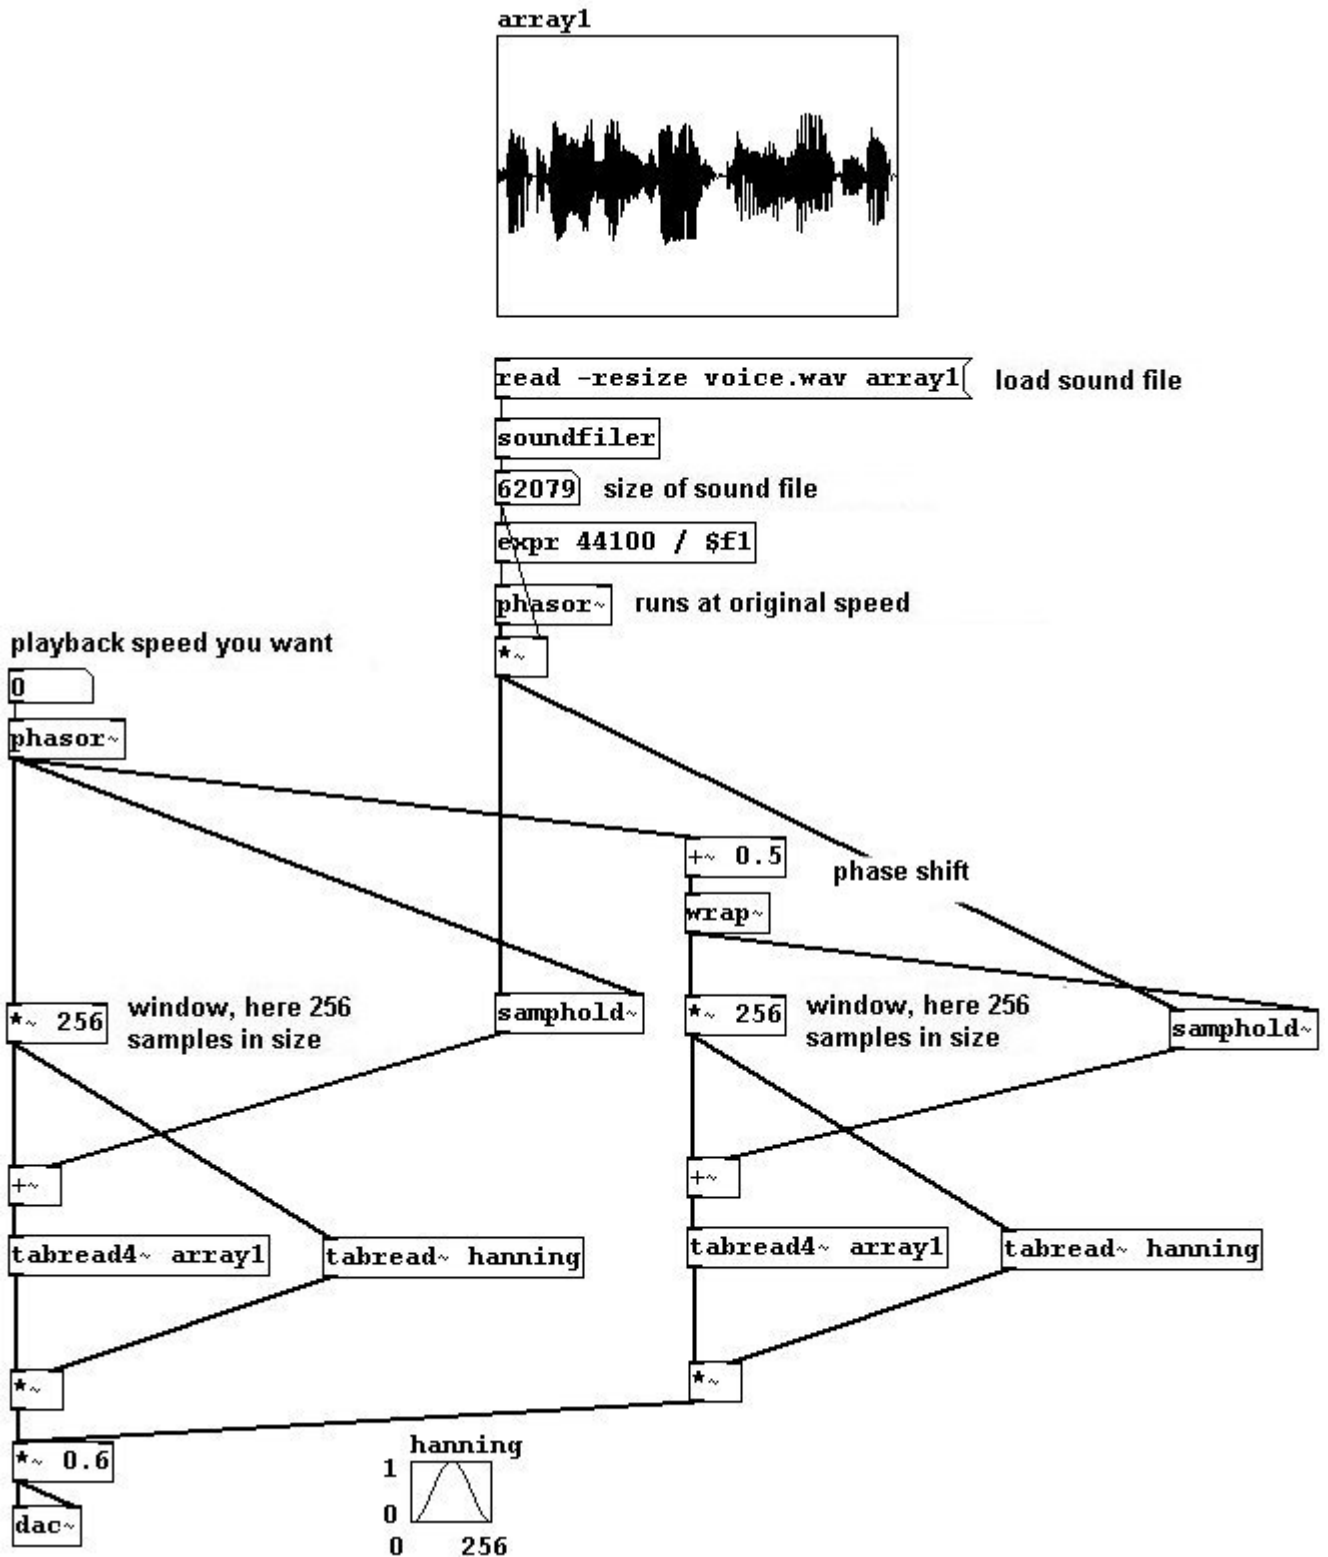 array1
read -resize voice.wav array1
load sound file
soundfiler
62079
size of sound file
expr 44100 / $f1
phasor~
runs at original speed
*~
playback speed you want
0
phasor~
+~ 0.5
phase shift
wrap~
*~ 256
window, here 256
samples in size
samphold~
*~ 256
window, here 256
samples in size
samphold~
+~
+~
tabread4~ array1
tabread~ hanning
tabread4~ array1
tabread~ hanning
*~
*~
*~ 0.6
dac~
hanning
1
0
0
256